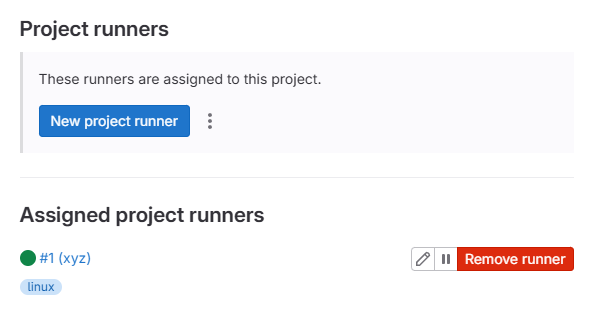 Project runners
These runners are assigned to this project.
New project runner
Assigned project runners
#1 (xyz)
Remove runner
linux